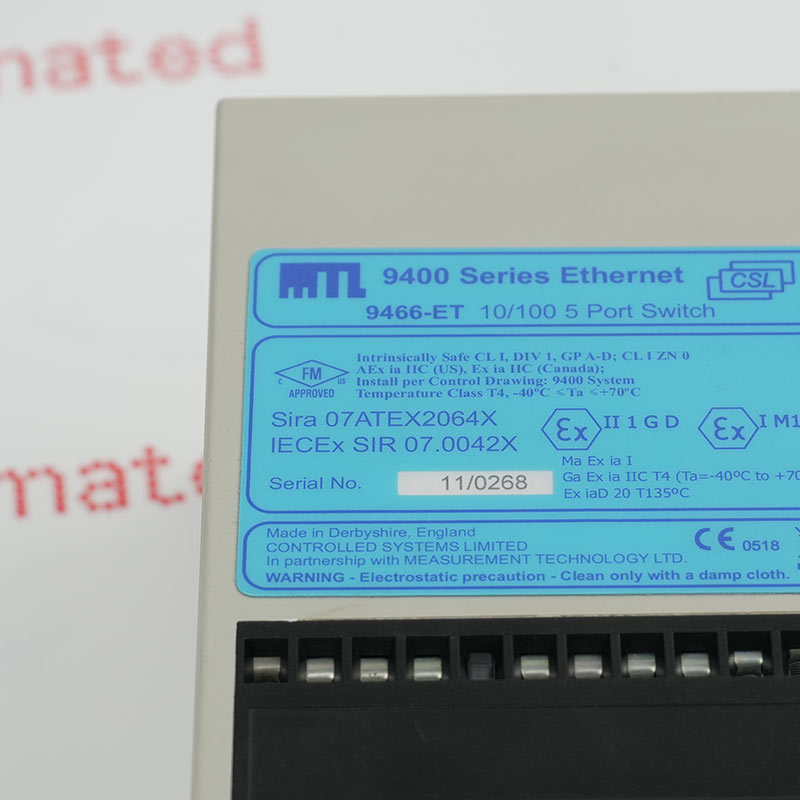 mated
MTL 9400 Series Ethernet CSL
9466-ET 10/100 5 Port Switch
Intrinsically Safe CL I, DIV 1, GP A-D; CL I ZN 0
AEx ia IIC (US), Ex ia IIC (Canada);
Install per Control Drawing: 9400 System
Temperature Class T4, -40°C ≤Ta ≤+70°C
C FM US
APPROVED
Sira 07ATEX2064X
IECEx SIR 07.0042X
Ex II 1 G D
Ex I M1
Ma Ex ia I
Ga Ex ia IIC T4 (Ta=-40ºC to +70
Ex iaD 20 T135ºC
Serial No. 11/0268
mated
Made in Derbyshire, England
CONTROLLED SYSTEMS LIMITED
In partnership with MEASUREMENT TECHNOLOGY LTD.
CE 0518
WARNING - Electrostatic precaution - Clean only with a damp cloth.